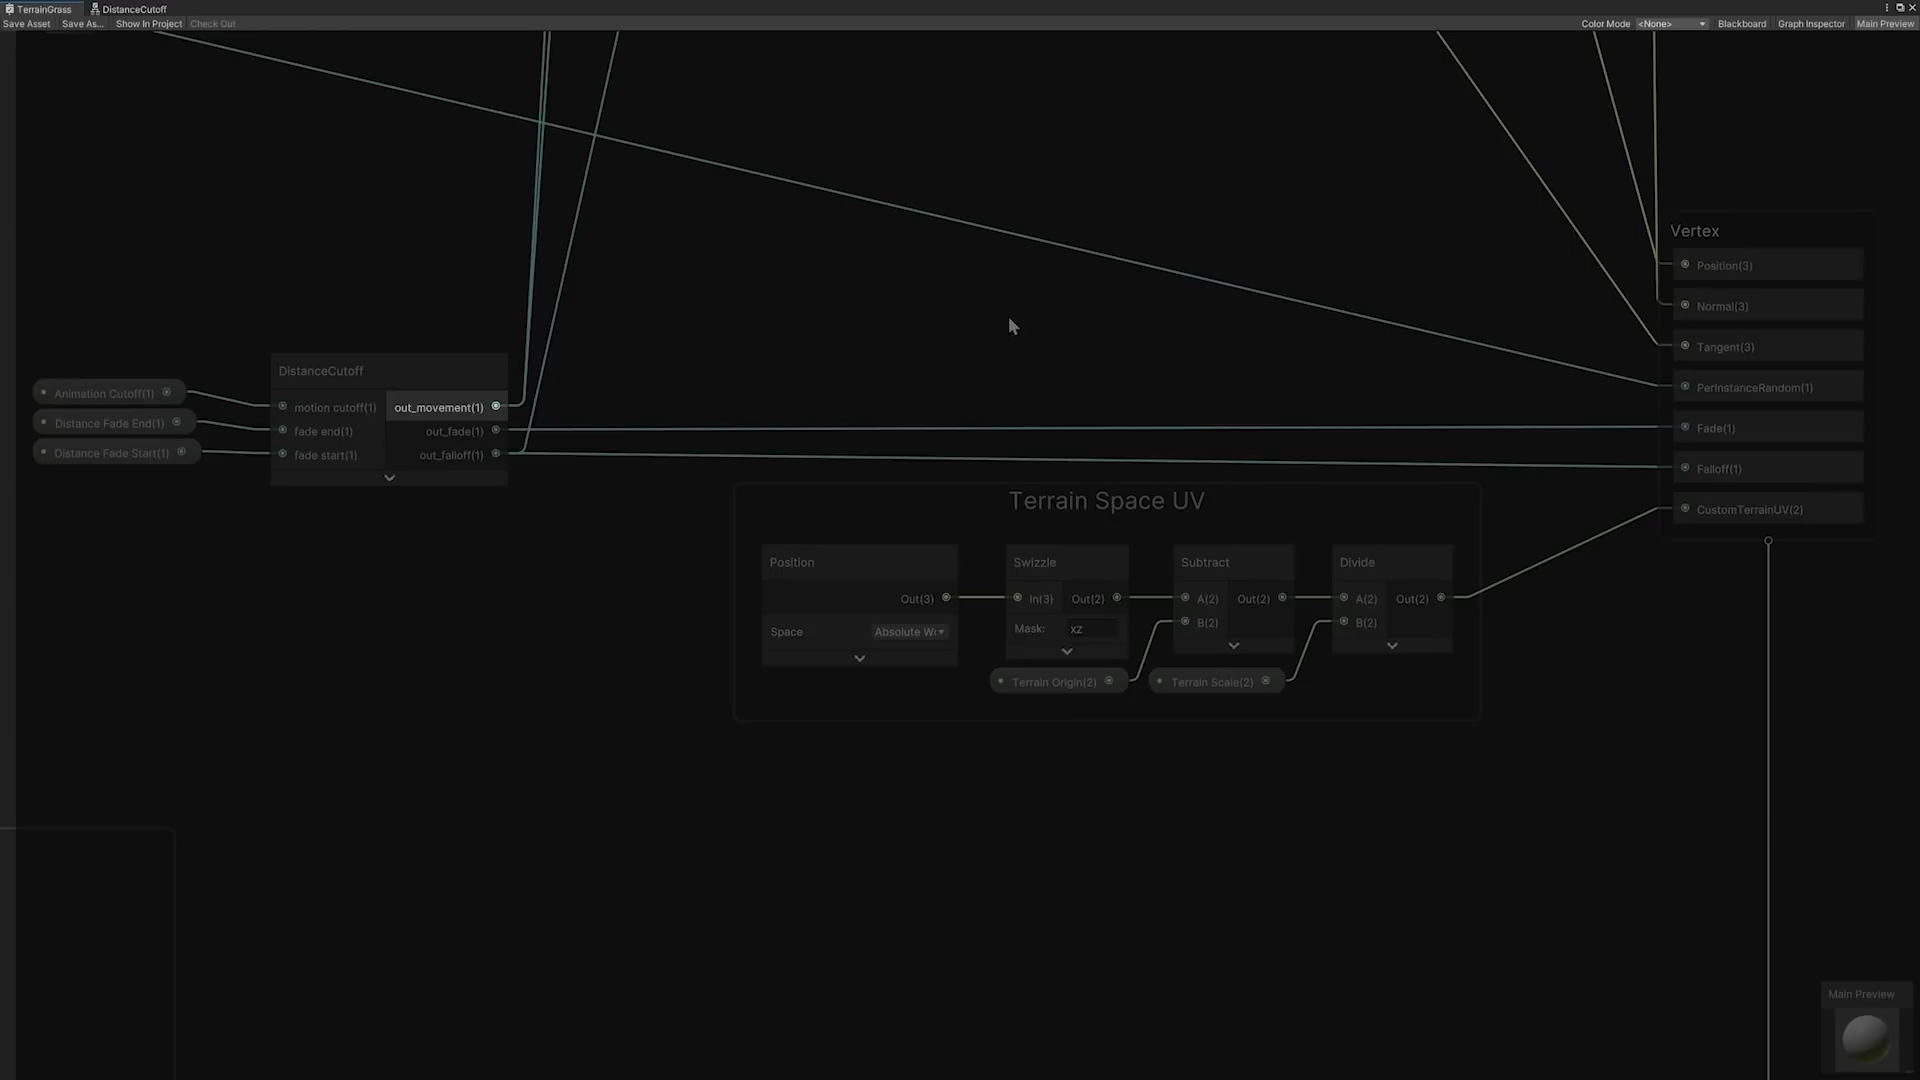 TerrainGrass
DistanceCutoff
Save Asset
Save As...
Show In Project
Check Out
Color Mode
<None>
Blackboard
Graph Inspector
Main Preview
Vertex
Position(3)
Normal(3)
Tangent(3)
PerInstanceRandom(1)
Fade(1)
Falloff(1)
CustomTerrainUV(2)
Animation Cutoff(1)
Distance Fade End(1)
Distance Fade Start(1)
DistanceCutoff
motion cutoff(1)
out_movement(1)
fade end(1)
out_fade(1)
fade start(1)
out_falloff(1)
Terrain Space UV
Position
Out(3)
Space
Absolute
Swizzle
In(3)
Out(2)
Mask:
xz
Subtract
A(2)
Out(2)
B(2)
Divide
A(2)
Out(2)
B(2)
Terrain Origin(2)
Terrain Scale(2)
Main Preview